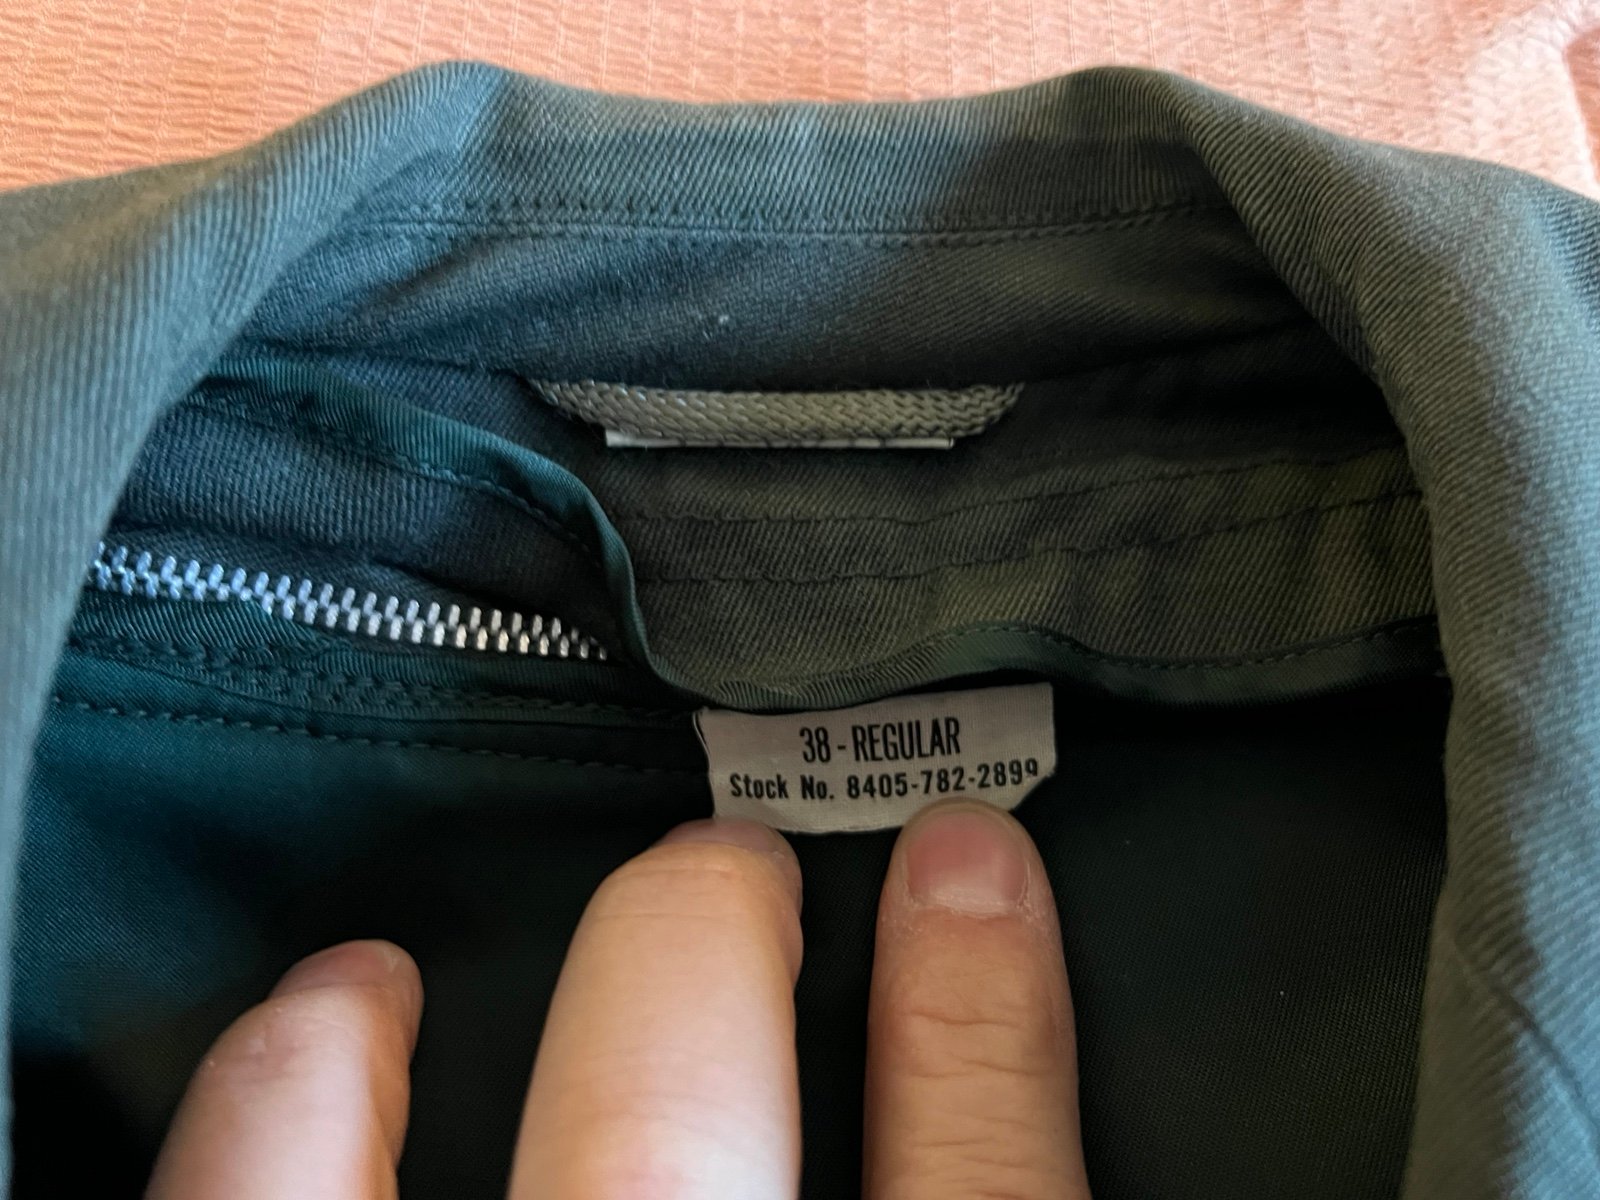 38 - REGULAR
Stock No. 8405-782-2899